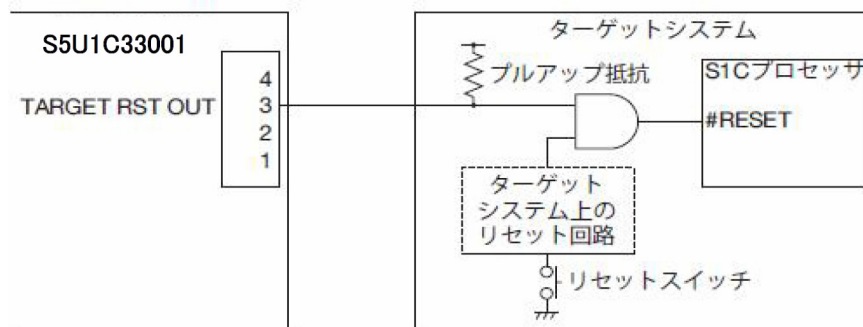 S5U1C33001
4
TARGET RST OUT 3
2
1
ターゲットシステム
プルアップ抵抗
S1Cプロセッサ
#RESET
ターゲット
システム上の
リセット回路
リセットスイッチ